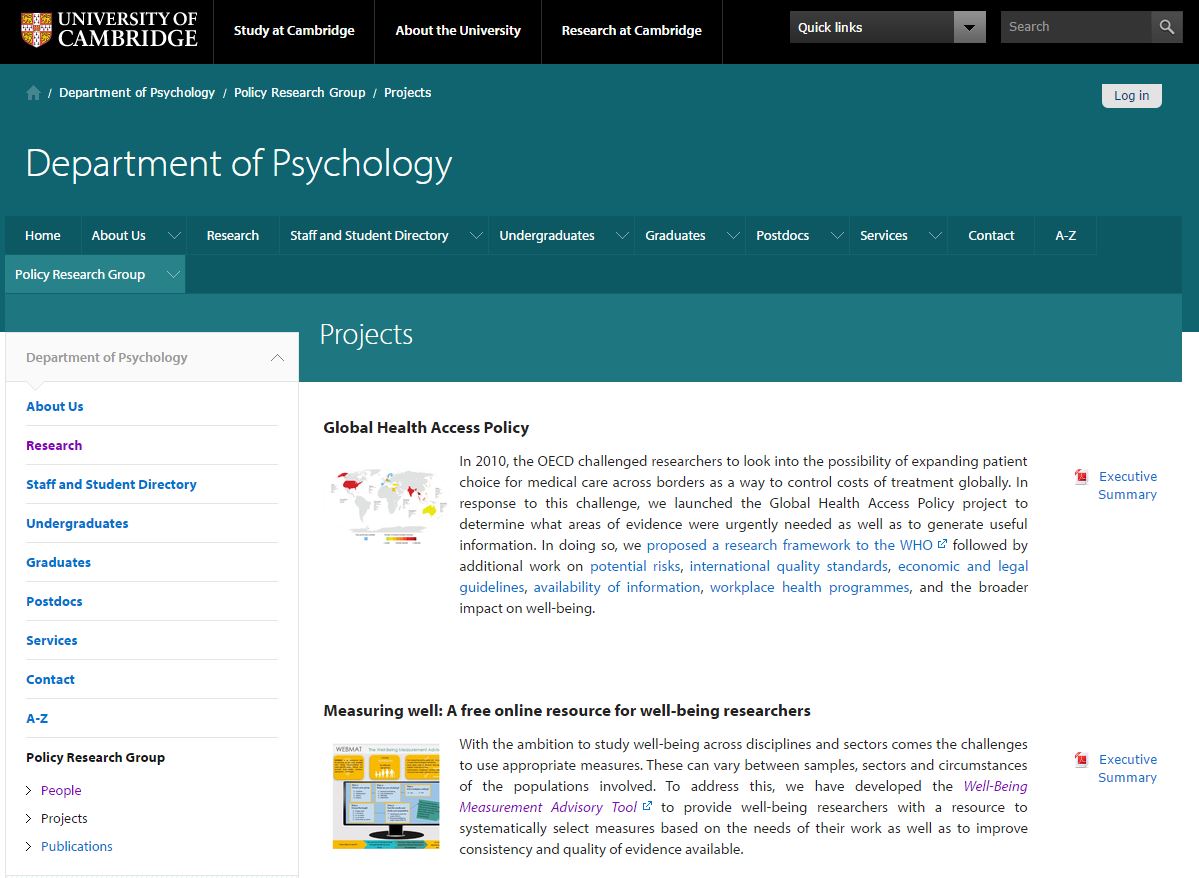 UNIVERSITY OF
CAMBRIDGE
Study at Cambridge
About the University
Research at Cambridge
Quick links
Search
/ Department of Psychology / Policy Research Group / Projects
Log in
Department of Psychology
Home
About Us
Research
Staff and Student Directory
Undergraduates
Graduates
Postdocs
Services
Contact
A-Z
Policy Research Group
Projects
Department of Psychology
About Us
Research
Staff and Student Directory
Undergraduates
Graduates
Postdocs
Services
Contact
A-Z
Policy Research Group
People
Projects
Publications
Global Health Access Policy
In 2010, the OECD challenged researchers to look into the possibility of expanding patient
choice for medical care across borders as a way to control costs of treatment globally. In
response to this challenge, we launched the Global Health Access Policy project to
determine what areas of evidence were urgently needed as well as to generate useful
information. In doing so, we proposed a research framework to the WHO followed by
additional work on potential risks, international quality standards, economic and legal
guidelines, availability of information, workplace health programmes, and the broader
impact on well-being.
Executive
Summary
Measuring well: A free online resource for well-being researchers
WEBMAT The Well-Being Measurement
With the ambition to study well-being across disciplines and sectors comes the challenges
to use appropriate measures. These can vary between samples, sectors and circumstances
of the populations involved. To address this, we have developed the Well-Being
Measurement Advisory Tool to provide well-being researchers with a resource to
systematically select measures based on the needs of their work as well as to improve
consistency and quality of evidence available.
Executive
Summary